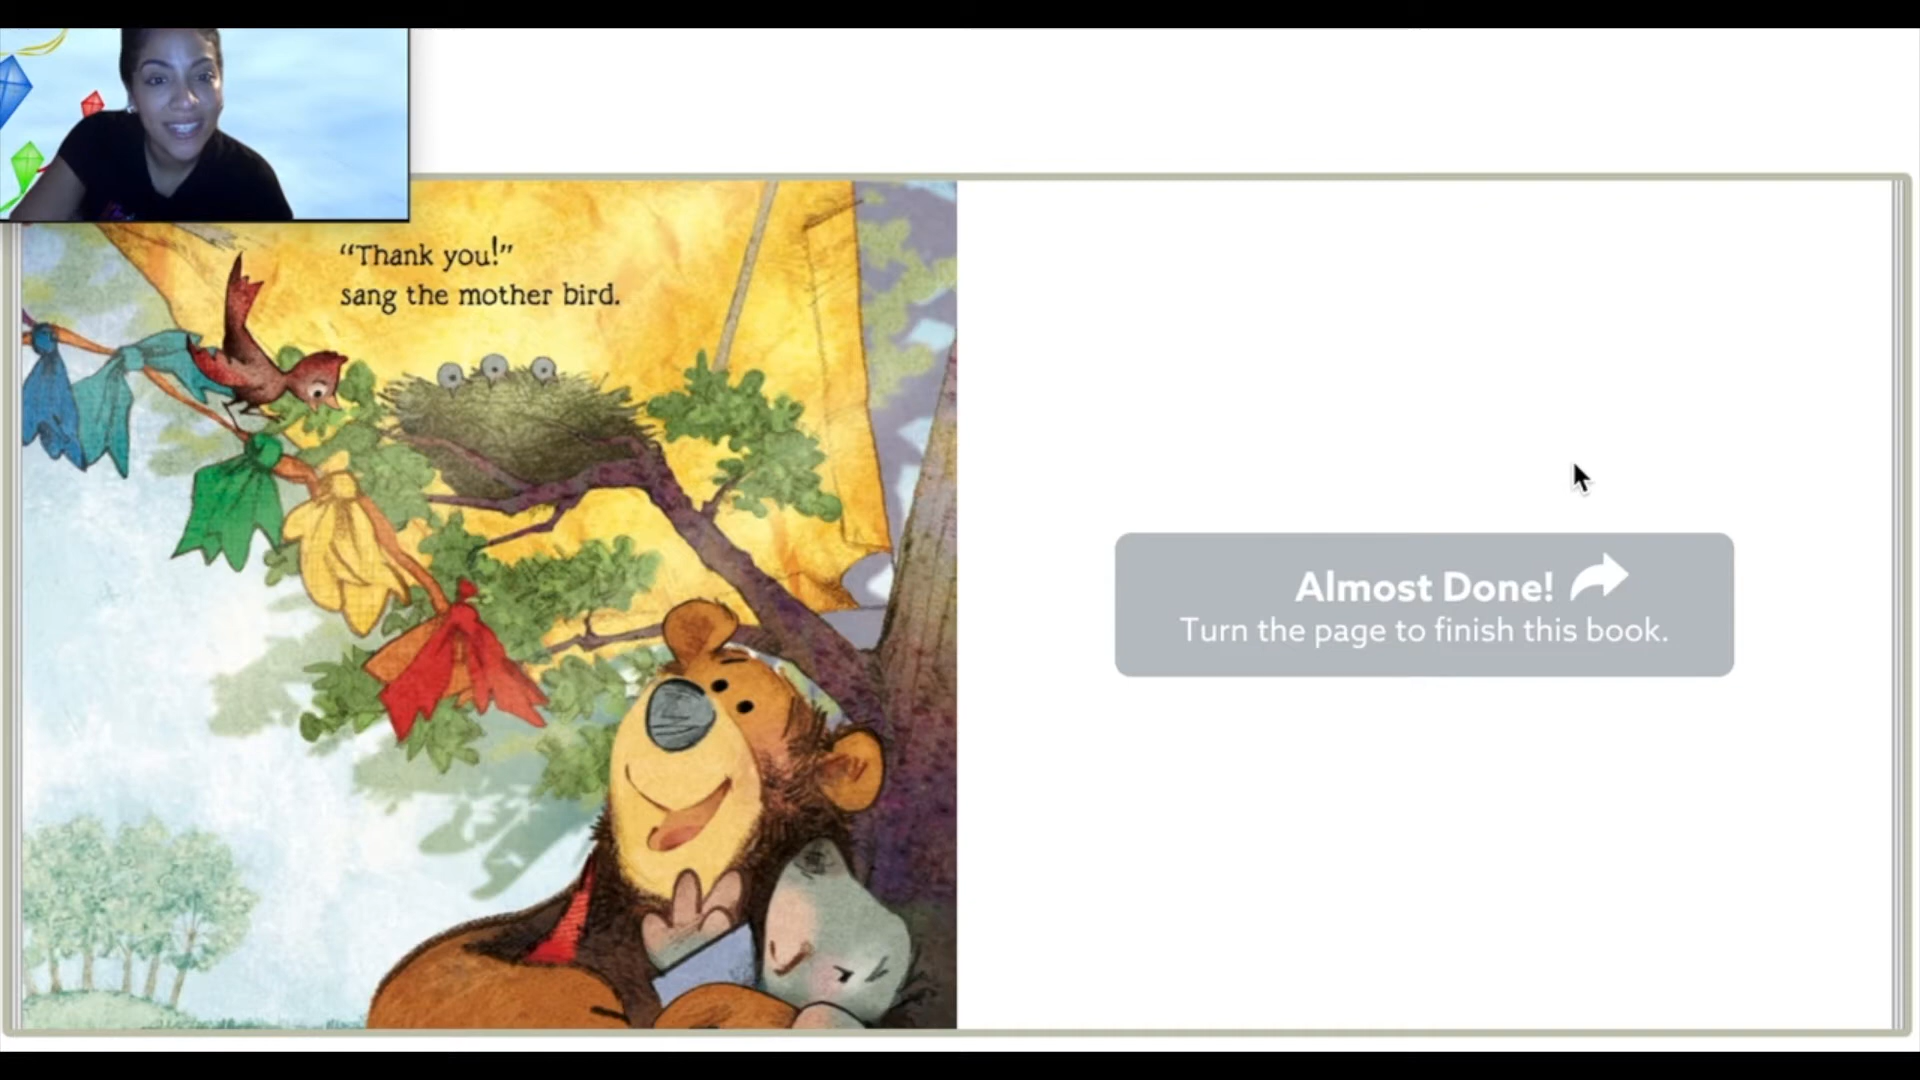 “Thank you!”
sang the mother bird.
Almost Done!
Turn the page to finish this book.